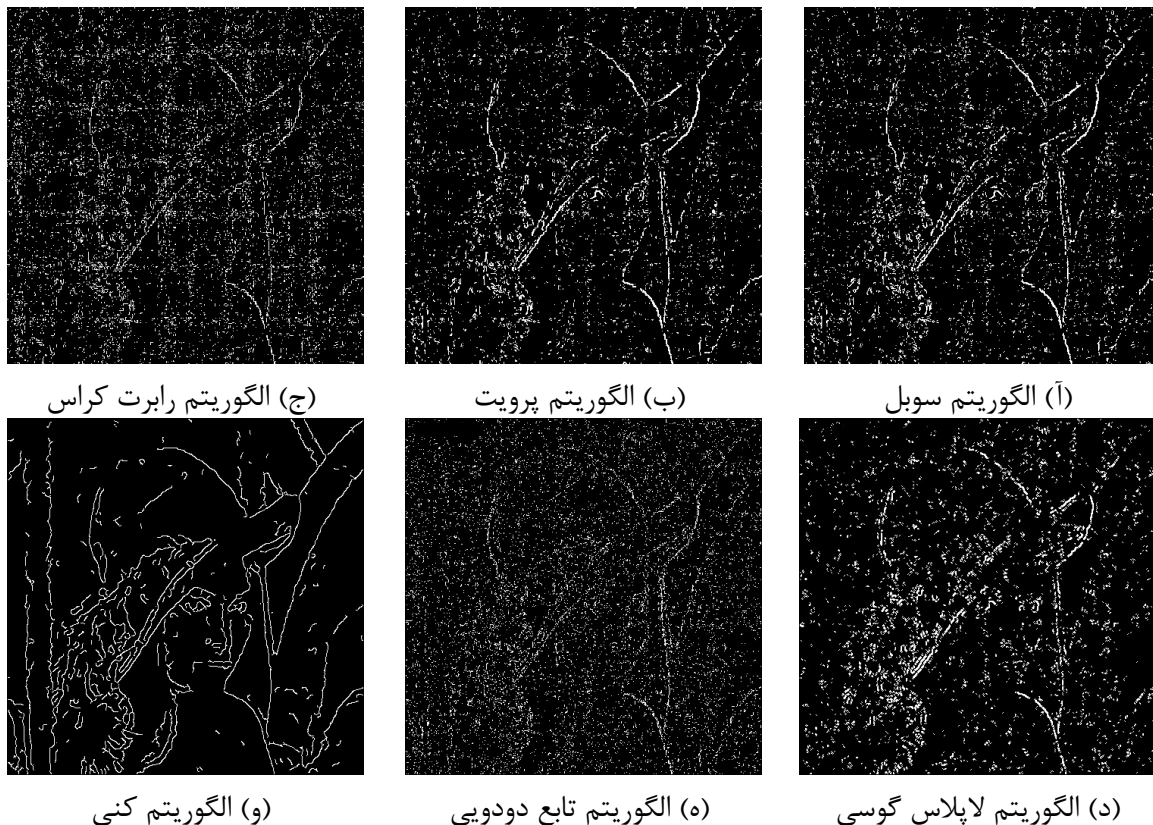 (آ) الگوریتم سوبل
(ب) الگوریتم پرویت
(ج) الگوریتم رابرت کراس
(د) الگوریتم لاپلاس گوسی
(ه) الگوریتم تابع دودویی
(و) الگوریتم کنی